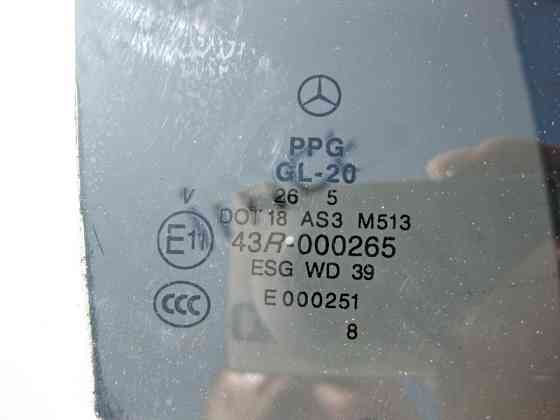 PPG
GL-20
26 5
V
DOT 18 AS3 M513
E11
43R-000265
ESG WD 39
CCC
E 000251
8